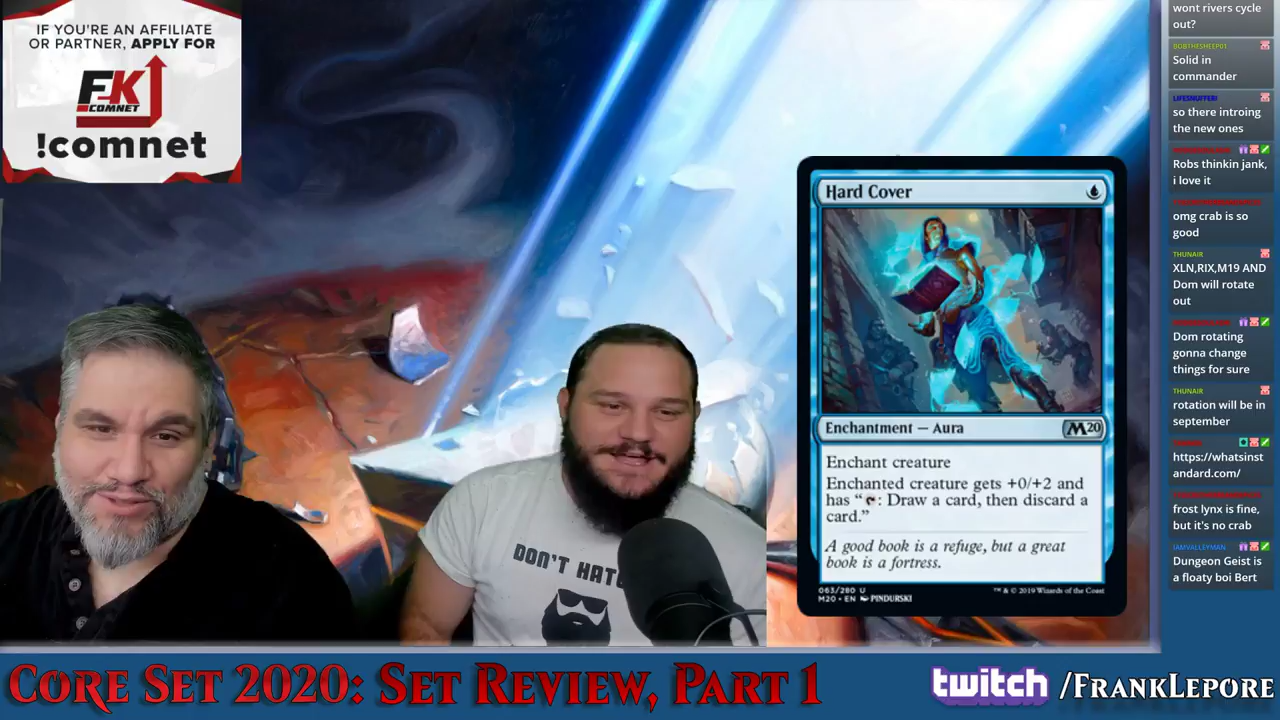 IF YOU'RE AN AFFILIATE
OR PARTNER, APPLY FOR
F2K
COMNET
!comnet
DON'T HAT
Hard Cover
Enchantment — Aura
M20
Enchant creature
Enchanted creature gets +0/+2 and
has “: Draw a card, then discard a
card.”
A good book is a refuge, but a great
book is a fortress.
063/280 U
M20 • EN PINDURSKI
™ & © 2019 Wizards of the Coast
wont rivers cycle
out?
BOBTHESHEEP01
Solid in
commander
LIFESNUFFER1
so there introing
the new ones
Robs thinkin jank,
i love it
omg crab is so
good
THUNAIR
XLN,RIX,M19 AND
Dom will rotate
out
Dom rotating
gonna change
things for sure
THUNAIR
rotation will be in
september
https://whatsinst
andard.com/
frost lynx is fine,
but it's no crab
IAMVALLEYMAN
Dungeon Geist is
a floaty boi Bert
Core Set 2020: Set Review, Part 1
twitch /FrankLepore